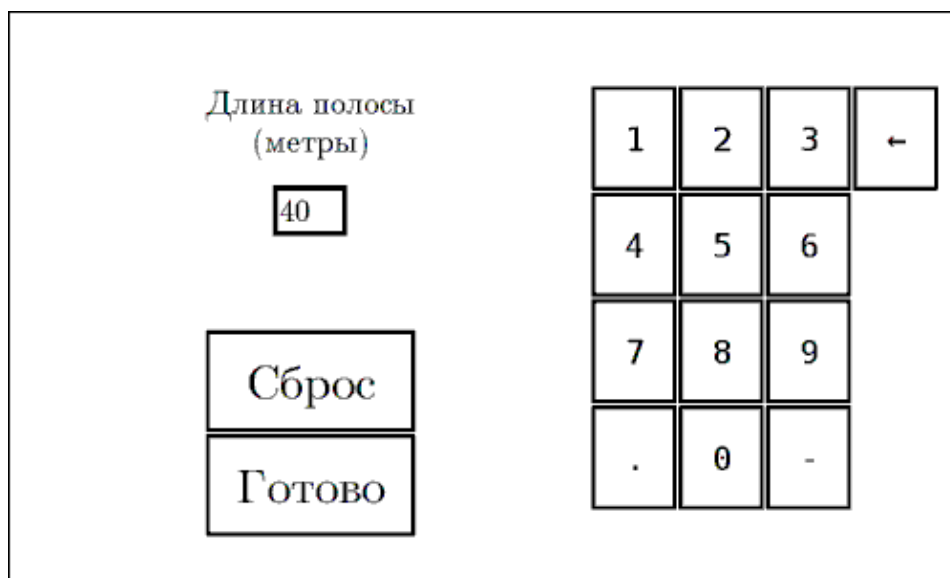 Длина полосы
(метры)
40
Сброс
Готово
1 2 3 ←
4 5 6
7 8 9
. 0 -